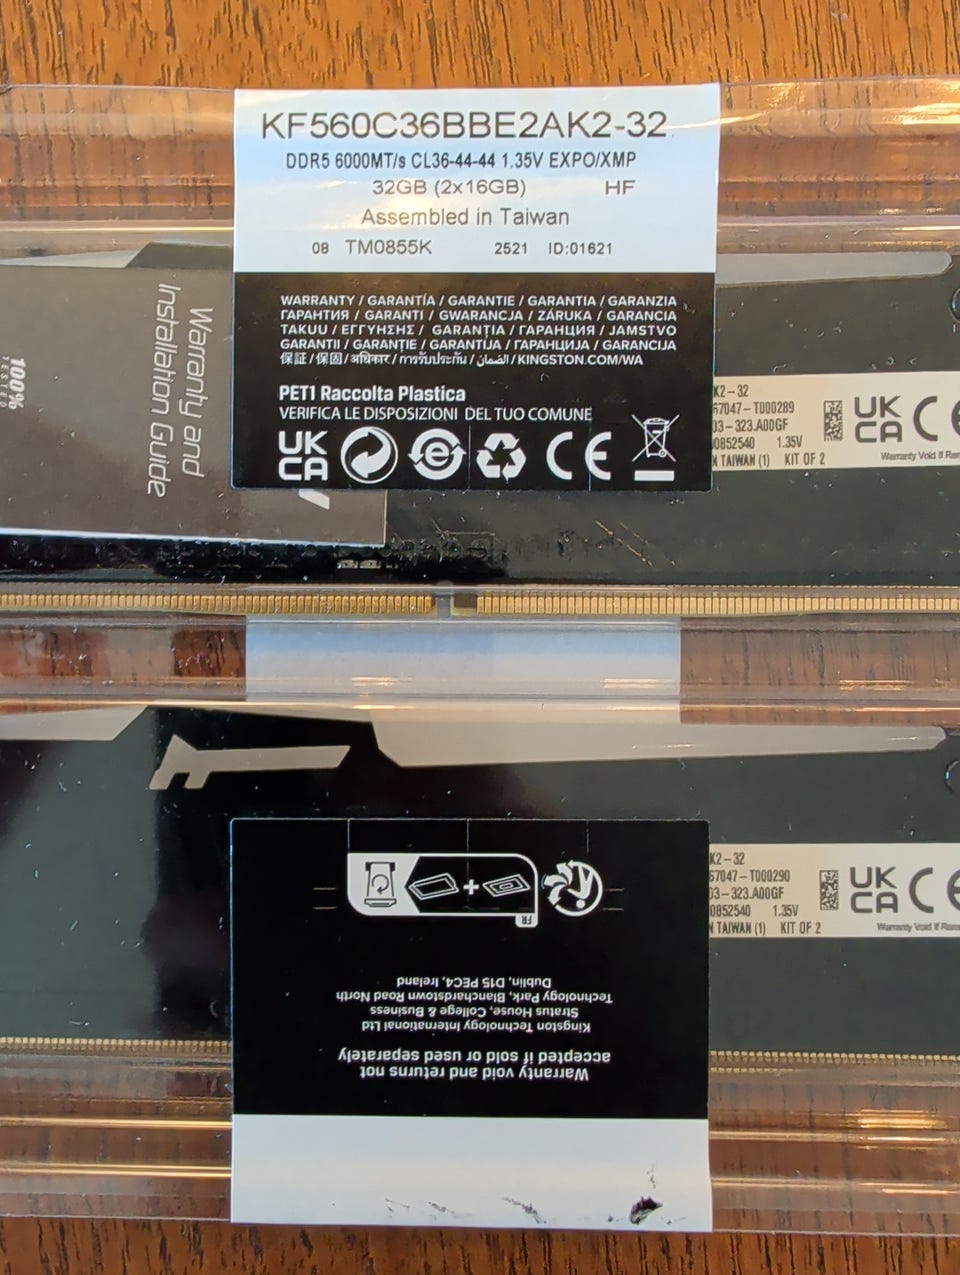 KF560C36BBE2AK2-32
DDR5 6000MT/s CL36-44-44 1.35V EXPO/XMP
32GB (2x16GB) HF
Assembled in Taiwan
08 TM0855K 2521 ID:01621
WARRANTY / GARANTÍA / GARANTIE / GARANTIA / GARANZIA
ГАРАНТИЯ / GARANTI / GWARANCJA / ZÁRUKA / GARANCIA
TAKUU / ΕΓΓΥΗΣΗΣ / GARANȚIA / ГАРАНЦИЯ / JAMSTVO
GARANTII / GARANȚIE / GARANTIJA / ГАРАНЦИЈА / GARANCIJA
保証 / 保固 / अधिकार / การรับประกัน / الضمان / KINGSTON.COM/WA
PET1 Raccolta Plastica
VERIFICA LE DISPOSIZIONI DEL TUO COMUNE
UK
CA
CE
Warranty and
Installation Guide
100%
TESTED
K2-32
67047-T000289
03-323.A00GF
0852540 1.35V
N TAIWAN (1) KIT OF 2
UK
CA
CE
Warranty Void If Rem
K2-32
67047-T000290
03-323.A00GF
0852540 1.35V
N TAIWAN (1) KIT OF 2
UK
CA
CE
Warranty Void If Rem
FR
Warranty void and returns not
accepted if sold or used separately
Kingston Technology International Ltd
Stratus House, College & Business
Technology Park, Blanchardstown Road North
Dublin, D15 PEC4, Ireland